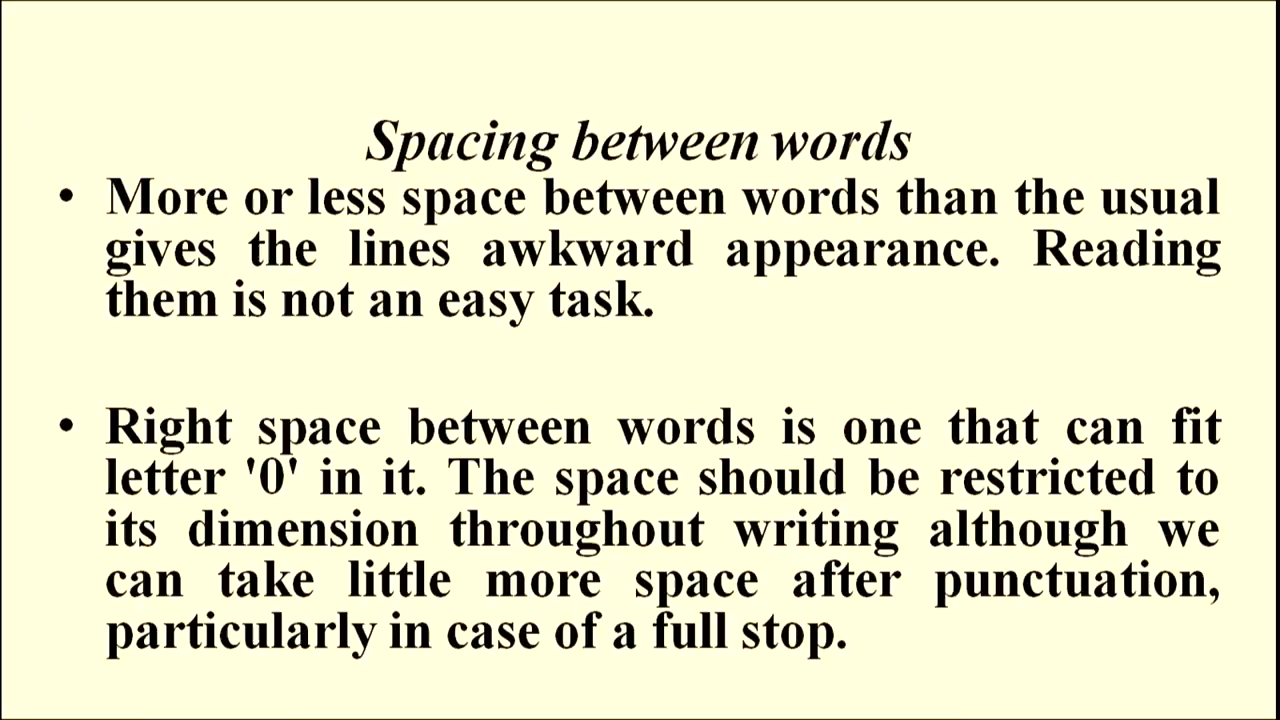 Spacing between words
• More or less space between words than the usual
gives the lines awkward appearance. Reading
them is not an easy task.
• Right space between words is one that can fit
letter '0' in it. The space should be restricted to
its dimension throughout writing although we
can take little more space after punctuation,
particularly in case of a full stop.